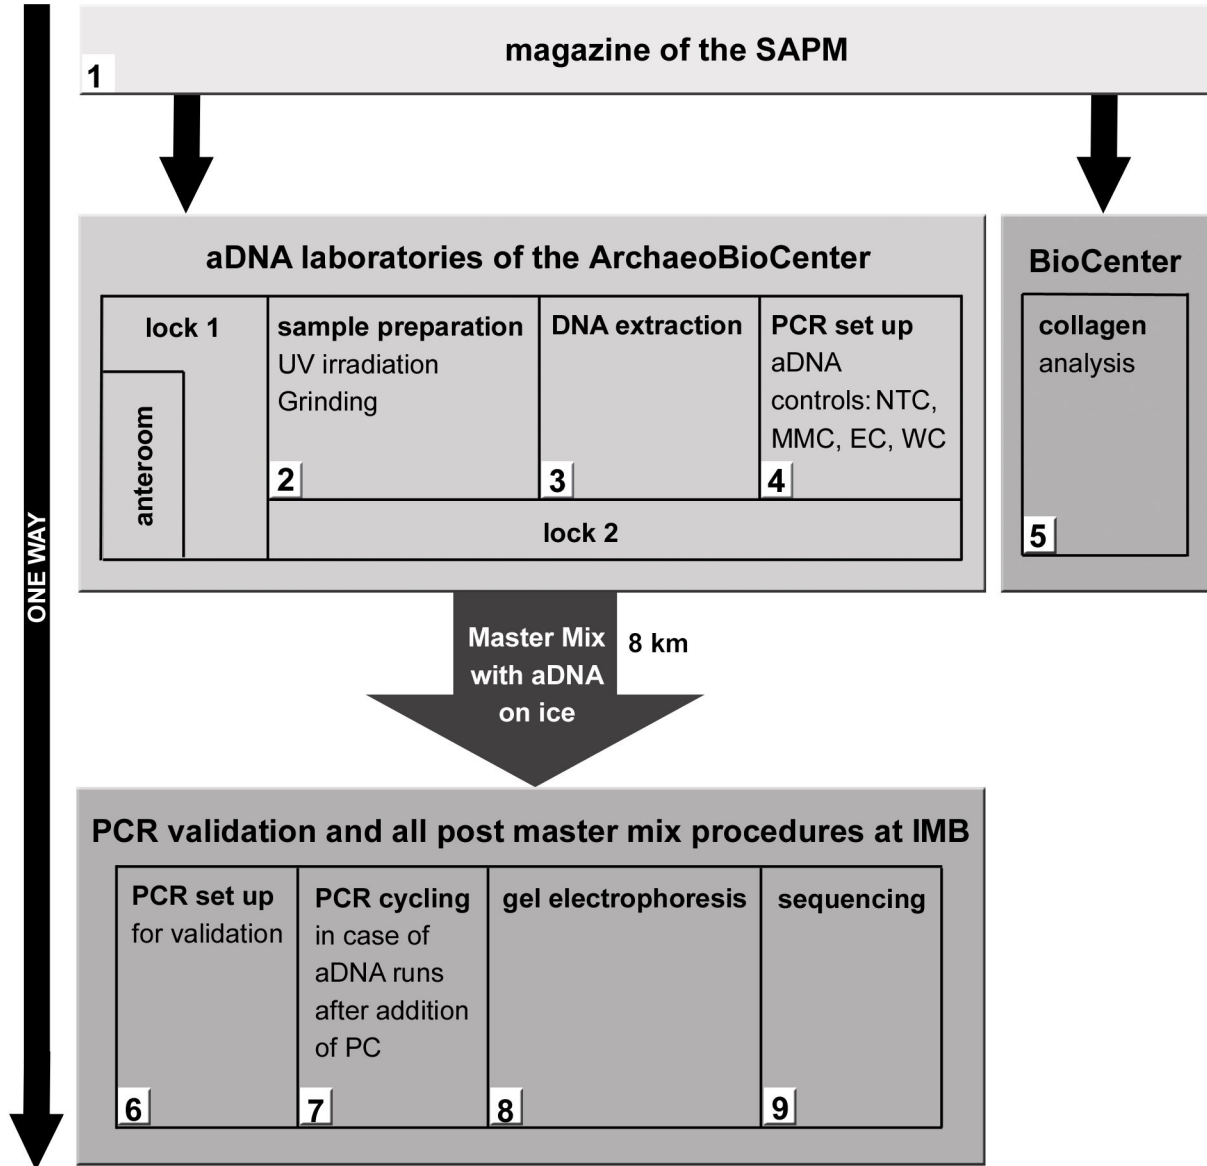 ONE WAY
magazine of the SAPM
1
aDNA laboratories of the ArchaeoBioCenter
lock 1
anteroom
sample preparation
UV irradiation
Grinding
2
DNA extraction
3
PCR set up
aDNA
controls: NTC,
MMC, EC, WC
4
lock 2
BioCenter
collagen
analysis
5
Master Mix
with aDNA
on ice
8 km
PCR validation and all post master mix procedures at IMB
PCR set up
for validation
6
PCR cycling
in case of
aDNA runs
after addition
of PC
7
gel electrophoresis
8
sequencing
9